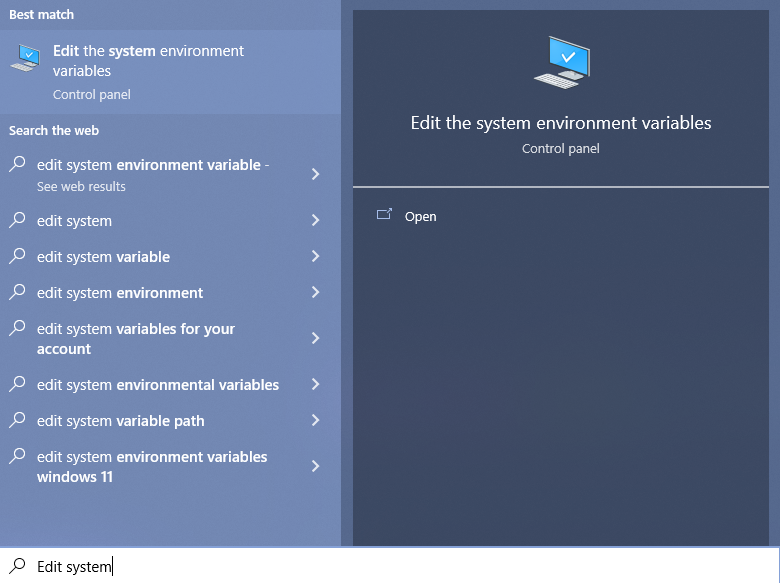 Best match
Edit the system environment
variables
Control panel
Search the web
edit system environment variable -
See web results
edit system
edit system variable
edit system environment
edit system variables for your
account
edit system environmental variables
edit system variable path
edit system environment variables
windows 11
Edit the system environment variables
Control panel
Open
Edit system